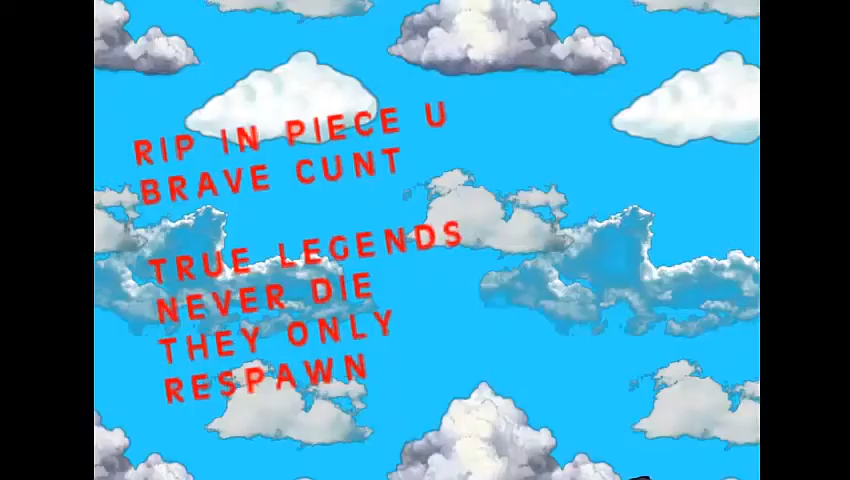 RIP IN PIECE U
BRAVE CUNT
TRUE LEGENDS
NEVER DIE
THEY ONLY
RESPAWN